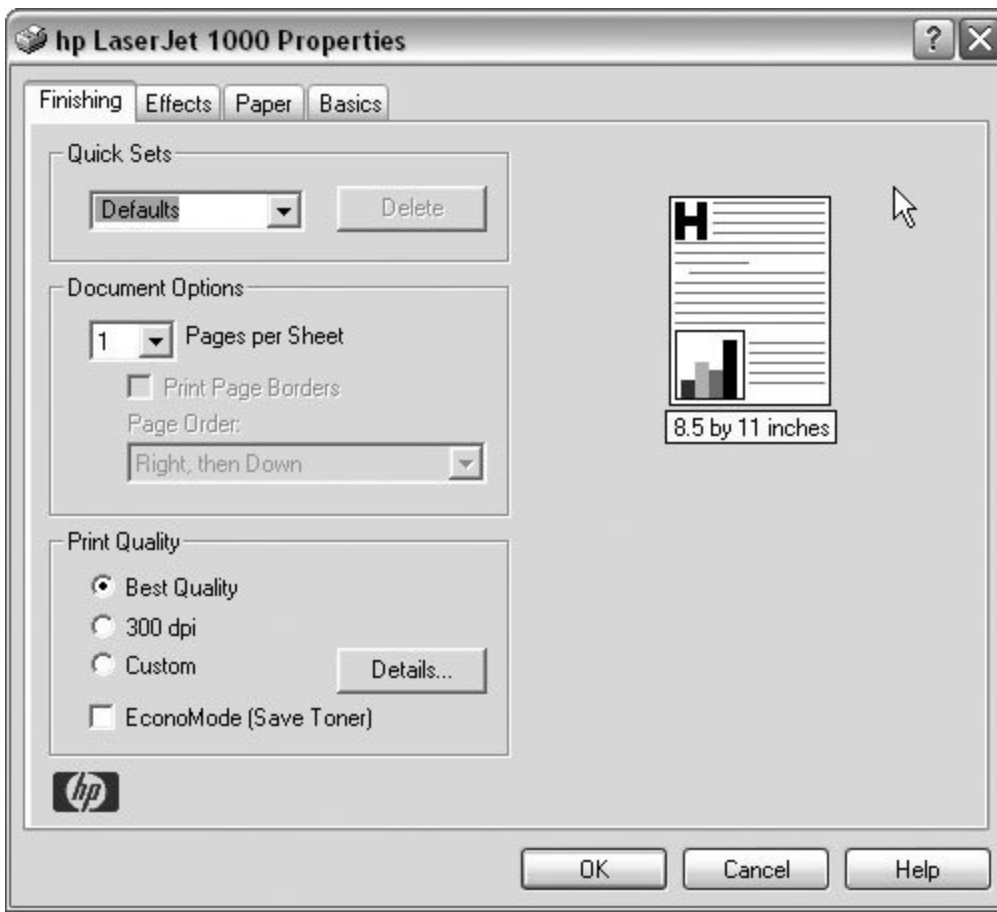 hp LaserJet 1000 Properties
?
Finishing Effects Paper Basics
Quick Sets
Defaults Delete
H
Document Options
1 Pages per Sheet
Print Page Borders
Page Order:
Right, then Down
8.5 by 11 inches
Print Quality
Best Quality
300 dpi
Custom Details...
EconoMode (Save Toner)
hp
OK Cancel Help